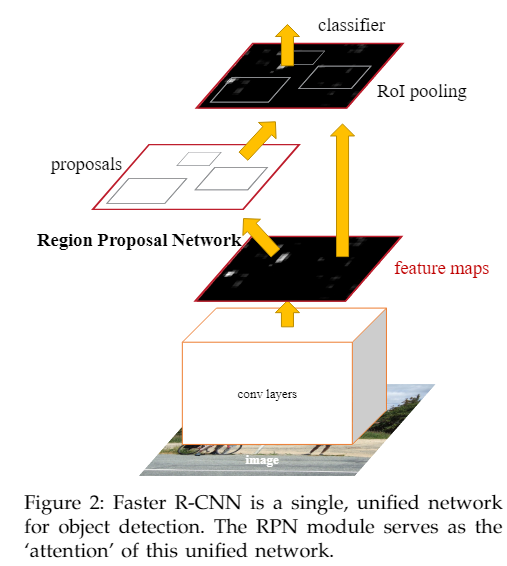 classifier
RoI pooling
proposals
Region Proposal Network
feature maps
conv layers
image
Figure 2: Faster R-CNN is a single, unified network
for object detection. The RPN module serves as the
‘attention’ of this unified network.